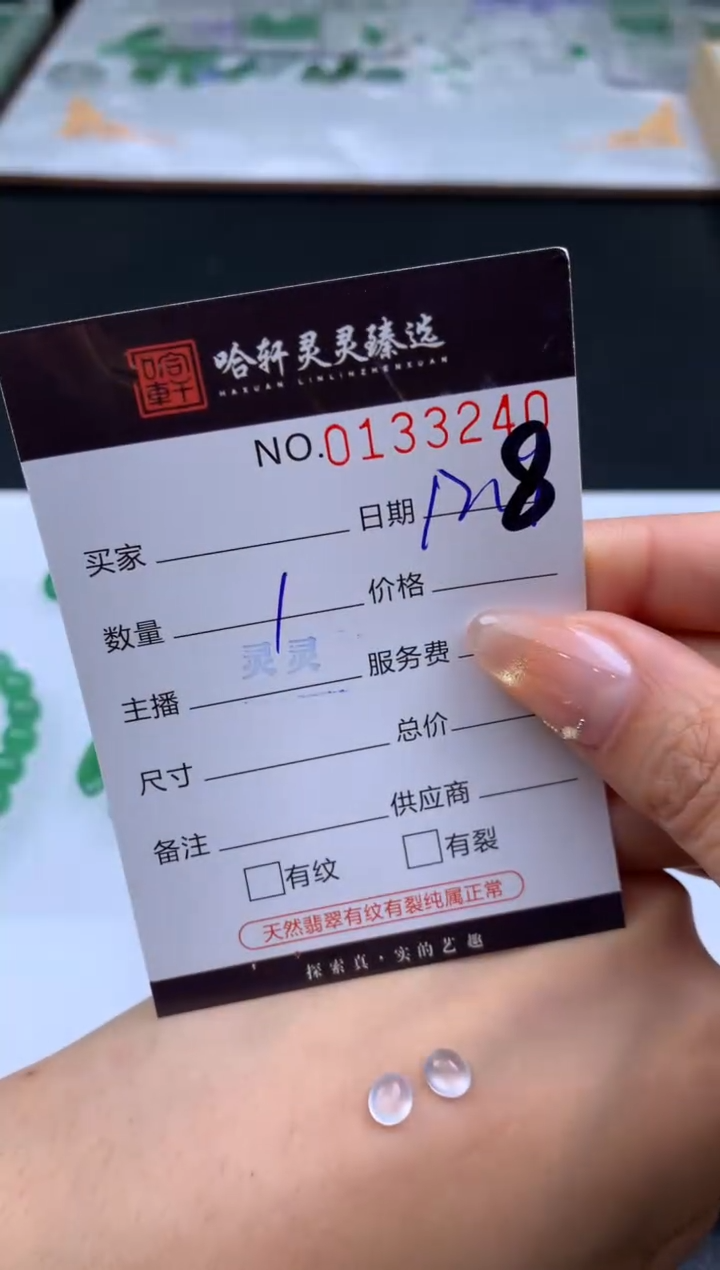 哈轩灵灵臻选
HAXUAN LINLINZHENXUAN
NO.0133240
买家 日期 8
数量 1 价格
主播 灵灵 服务费
尺寸 总价
备注 供应商
有纹 有裂
天然翡翠有纹有裂纯属正常
探索真·实的艺趣